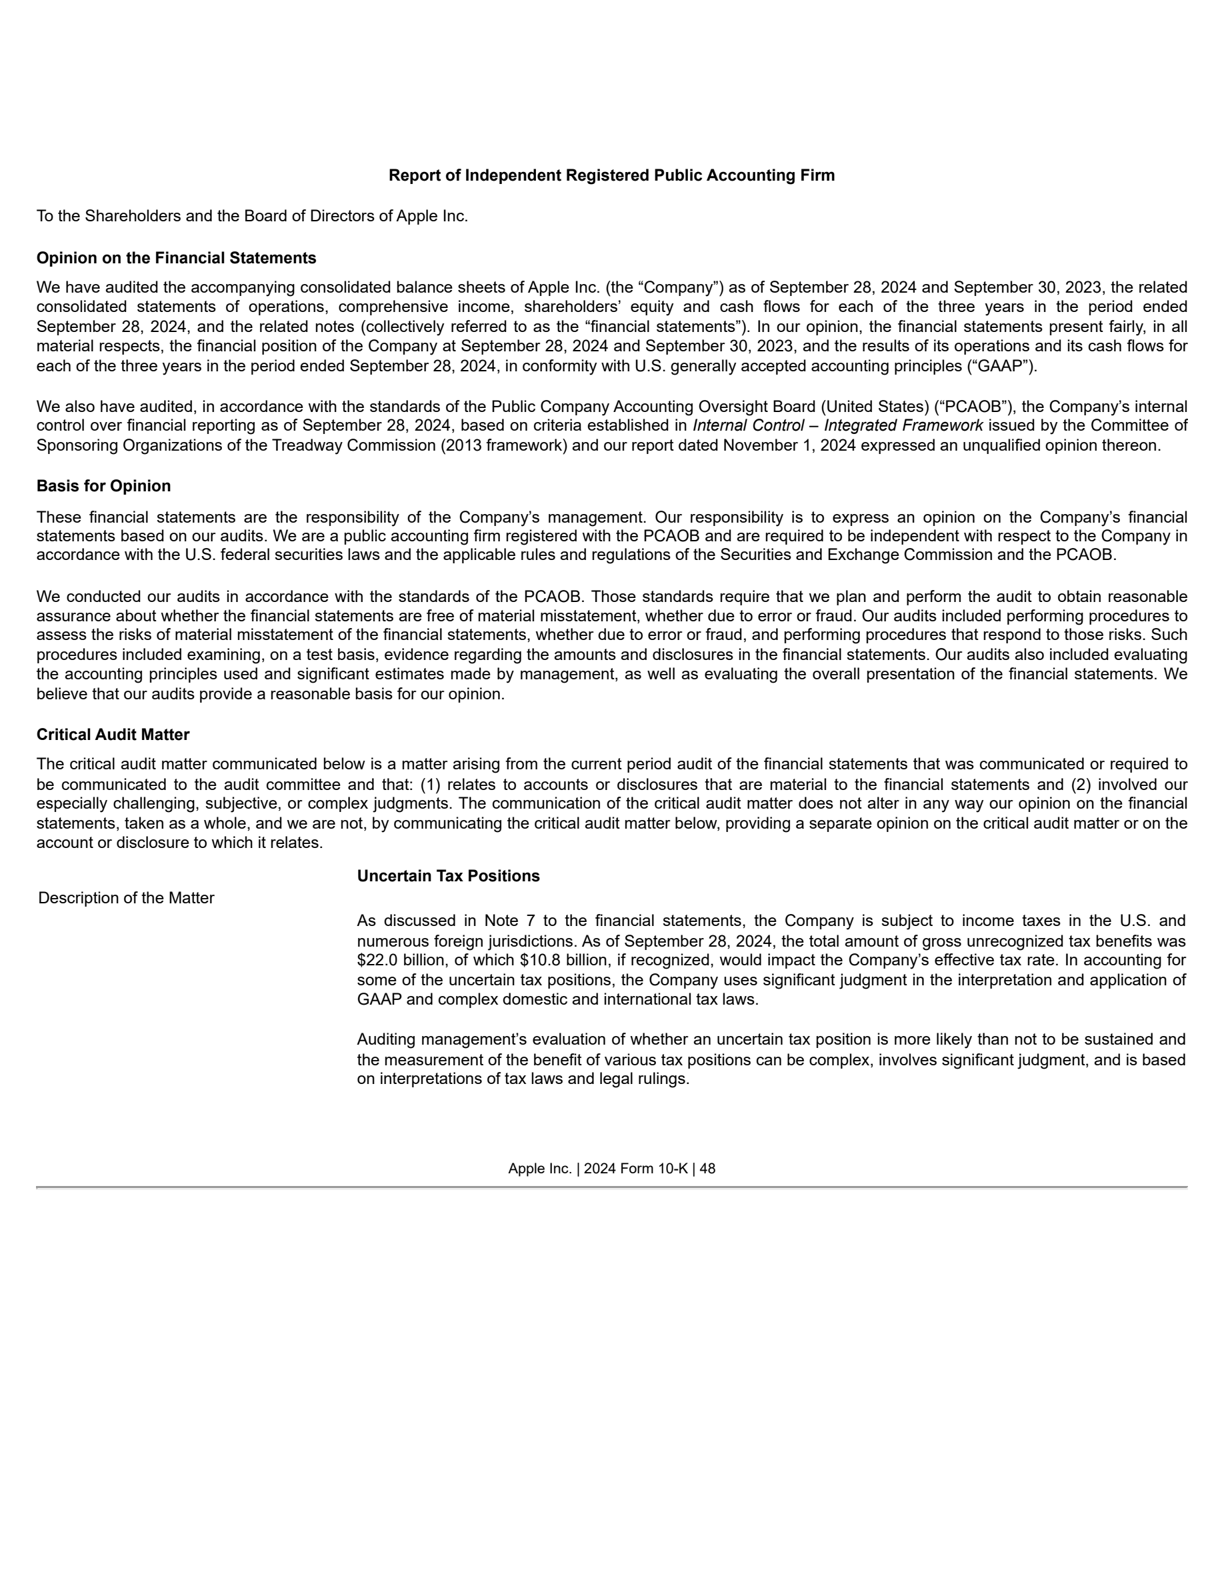 Report of Independent Registered Public Accounting Firm
To the Shareholders and the Board of Directors of Apple Inc.
Opinion on the Financial Statements
We have audited the accompanying consolidated balance sheets of Apple Inc. (the “Company”) as of September 28, 2024 and September 30, 2023, the related
consolidated statements of operations, comprehensive income, shareholders’ equity and cash flows for each of the three years in the period ended
September 28, 2024, and the related notes (collectively referred to as the “financial statements”). In our opinion, the financial statements present fairly, in all
material respects, the financial position of the Company at September 28, 2024 and September 30, 2023, and the results of its operations and its cash flows for
each of the three years in the period ended September 28, 2024, in conformity with U.S. generally accepted accounting principles (“GAAP”).
We also have audited, in accordance with the standards of the Public Company Accounting Oversight Board (United States) (“PCAOB”), the Company’s internal
control over financial reporting as of September 28, 2024, based on criteria established in Internal Control – Integrated Framework issued by the Committee of
Sponsoring Organizations of the Treadway Commission (2013 framework) and our report dated November 1, 2024 expressed an unqualified opinion thereon.
Basis for Opinion
These financial statements are the responsibility of the Company’s management. Our responsibility is to express an opinion on the Company’s financial
statements based on our audits. We are a public accounting firm registered with the PCAOB and are required to be independent with respect to the Company in
accordance with the U.S. federal securities laws and the applicable rules and regulations of the Securities and Exchange Commission and the PCAOB.
We conducted our audits in accordance with the standards of the PCAOB. Those standards require that we plan and perform the audit to obtain reasonable
assurance about whether the financial statements are free of material misstatement, whether due to error or fraud. Our audits included performing procedures to
assess the risks of material misstatement of the financial statements, whether due to error or fraud, and performing procedures that respond to those risks. Such
procedures included examining, on a test basis, evidence regarding the amounts and disclosures in the financial statements. Our audits also included evaluating
the accounting principles used and significant estimates made by management, as well as evaluating the overall presentation of the financial statements. We
believe that our audits provide a reasonable basis for our opinion.
Critical Audit Matter
The critical audit matter communicated below is a matter arising from the current period audit of the financial statements that was communicated or required to
be communicated to the audit committee and that: (1) relates to accounts or disclosures that are material to the financial statements and (2) involved our
especially challenging, subjective, or complex judgments. The communication of the critical audit matter does not alter in any way our opinion on the financial
statements, taken as a whole, and we are not, by communicating the critical audit matter below, providing a separate opinion on the critical audit matter or on the
account or disclosure to which it relates.
Uncertain Tax Positions
Description of the Matter
As discussed in Note 7 to the financial statements, the Company is subject to income taxes in the U.S. and
numerous foreign jurisdictions. As of September 28, 2024, the total amount of gross unrecognized tax benefits was
$22.0 billion, of which $10.8 billion, if recognized, would impact the Company’s effective tax rate. In accounting for
some of the uncertain tax positions, the Company uses significant judgment in the interpretation and application of
GAAP and complex domestic and international tax laws.
Auditing management’s evaluation of whether an uncertain tax position is more likely than not to be sustained and
the measurement of the benefit of various tax positions can be complex, involves significant judgment, and is based
on interpretations of tax laws and legal rulings.
Apple Inc. | 2024 Form 10-K | 48